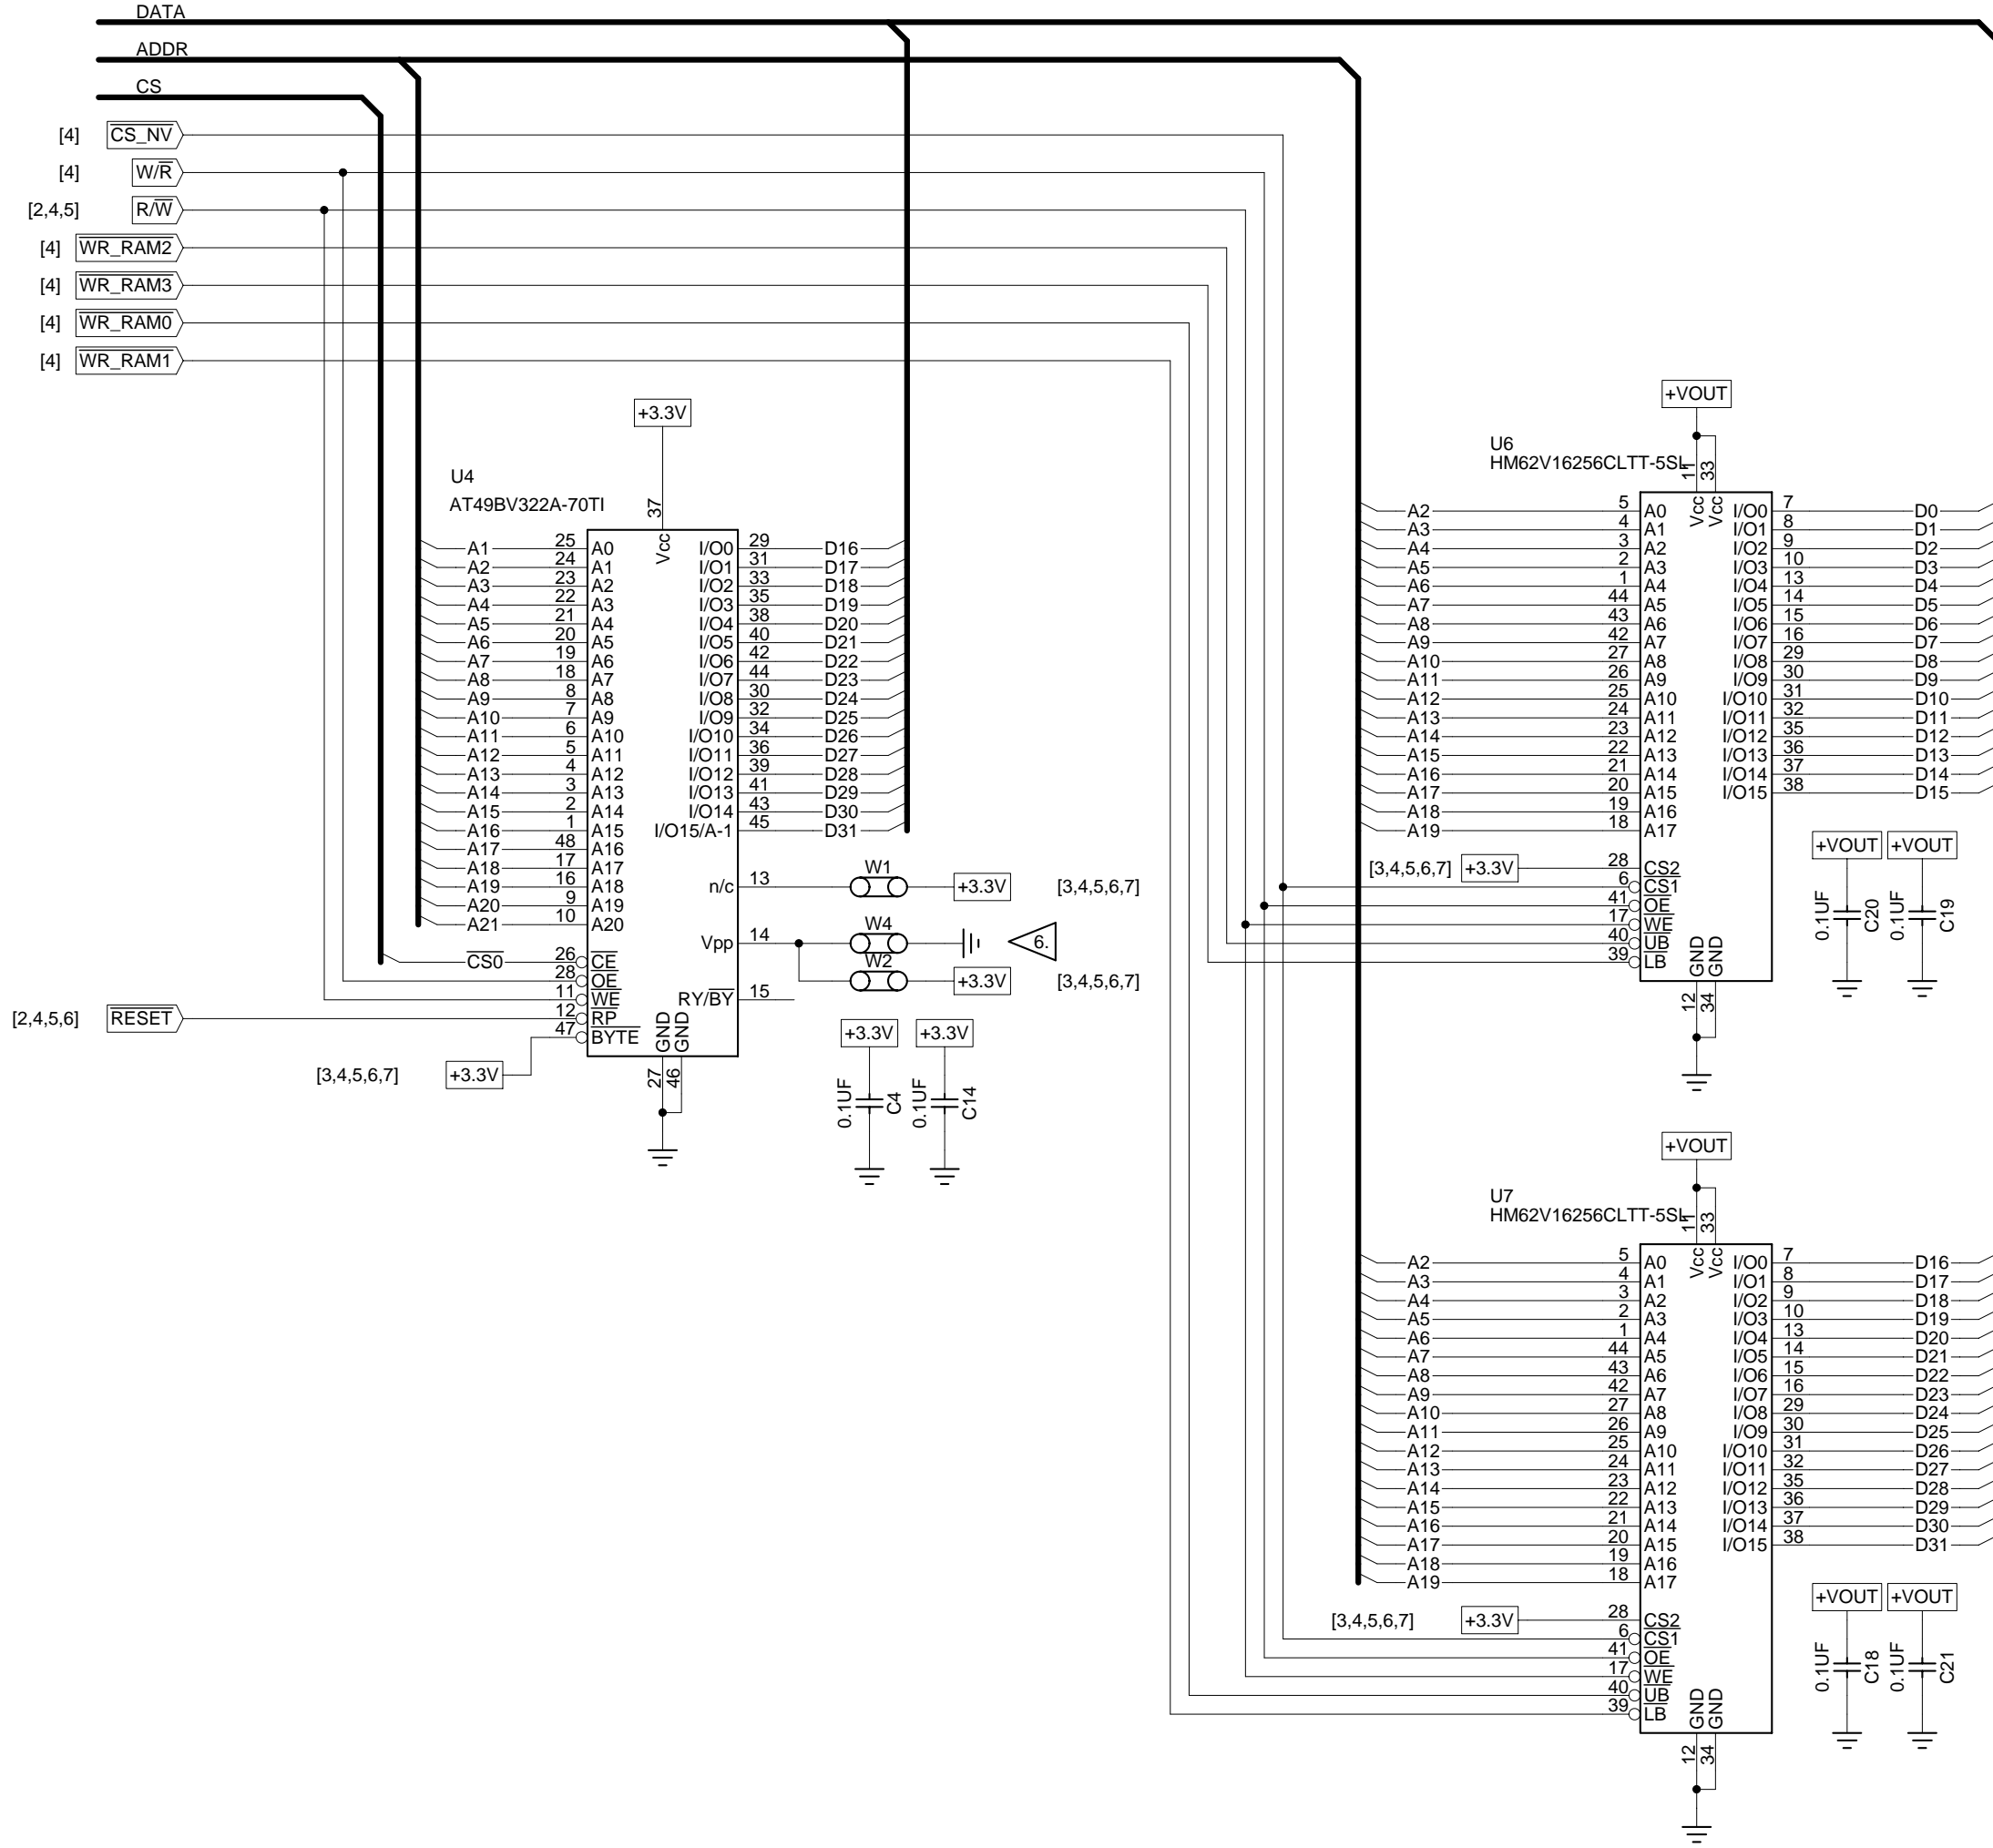 DATA
ADDR
CS
[4] CS_NV
[4] W/R
[2,4,5] R/W
[4] WR_RAM2
[4] WR_RAM3
[4] WR_RAM0
[4] WR_RAM1
+3.3V
U4
AT49BV322A-70TI
37
Vcc
A1 25 A0 I/O0 29 D16
A2 24 A1 I/O1 31 D17
A3 23 A2 I/O2 33 D18
A4 22 A3 I/O3 35 D19
A5 21 A4 I/O4 38 D20
A6 20 A5 I/O5 40 D21
A7 19 A6 I/O6 42 D22
A8 18 A7 I/O7 44 D23
A9 8 A8 I/O8 30 D24
A10 7 A9 I/O9 32 D25
A11 6 A10 I/O10 34 D26
A12 5 A11 I/O11 36 D27
A13 4 A12 I/O12 39 D28
A14 3 A13 I/O13 41 D29
A15 2 A14 I/O14 43 D30
A16 1 A15 I/O15/A-1 45 D31
A17 48 A16
A18 17 A17
A19 16 A18 n/c 13 W1 +3.3V [3,4,5,6,7]
A20 9 A19
A21 10 A20
Vpp 14 W4 6.
CS0 26 CE
W2 +3.3V [3,4,5,6,7]
28 OE
11 WE RY/BY 15
[2,4,5,6] RESET 12 RP
47 BYTE
GND GND
[3,4,5,6,7] +3.3V
27 46
+3.3V +3.3V
0.1UF C4 0.1UF C14
+VOUT
U6
HM62V16256CLTT-5SL
11 33
Vcc Vcc
A2 5 A0 I/O0 7 D0
A3 4 A1 I/O1 8 D1
A4 3 A2 I/O2 9 D2
A5 2 A3 I/O3 10 D3
A6 1 A4 I/O4 13 D4
A7 44 A5 I/O5 14 D5
A8 43 A6 I/O6 15 D6
A9 42 A7 I/O7 16 D7
A10 27 A8 I/O8 29 D8
A11 26 A9 I/O9 30 D9
A12 25 A10 I/O10 31 D10
A13 24 A11 I/O11 32 D11
A14 23 A12 I/O12 35 D12
A15 22 A13 I/O13 36 D13
A16 21 A14 I/O14 37 D14
A17 20 A15 I/O15 38 D15
A18 19 A16
A19 18 A17
[3,4,5,6,7] +3.3V 28 CS2
6 CS1
41 OE
17 WE
40 UB
39 LB
GND GND
12 34
+VOUT +VOUT
0.1UF C20 0.1UF C19
+VOUT
U7
HM62V16256CLTT-5SL
11 33
Vcc Vcc
A2 5 A0 I/O0 7 D16
A3 4 A1 I/O1 8 D17
A4 3 A2 I/O2 9 D18
A5 2 A3 I/O3 10 D19
A6 1 A4 I/O4 13 D20
A7 44 A5 I/O5 14 D21
A8 43 A6 I/O6 15 D22
A9 42 A7 I/O7 16 D23
A10 27 A8 I/O8 29 D24
A11 26 A9 I/O9 30 D25
A12 25 A10 I/O10 31 D26
A13 24 A11 I/O11 32 D27
A14 23 A12 I/O12 35 D28
A15 22 A13 I/O13 36 D29
A16 21 A14 I/O14 37 D30
A17 20 A15 I/O15 38 D31
A18 19 A16
A19 18 A17
[3,4,5,6,7] +3.3V 28 CS2
6 CS1
41 OE
17 WE
40 UB
39 LB
GND GND
12 34
+VOUT +VOUT
0.1UF C18 0.1UF C21